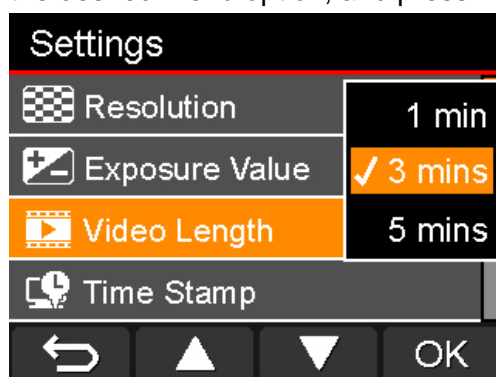 Settings
Resolution
1 min
Exposure Value
3 mins
Video Length
5 mins
Time Stamp
OK